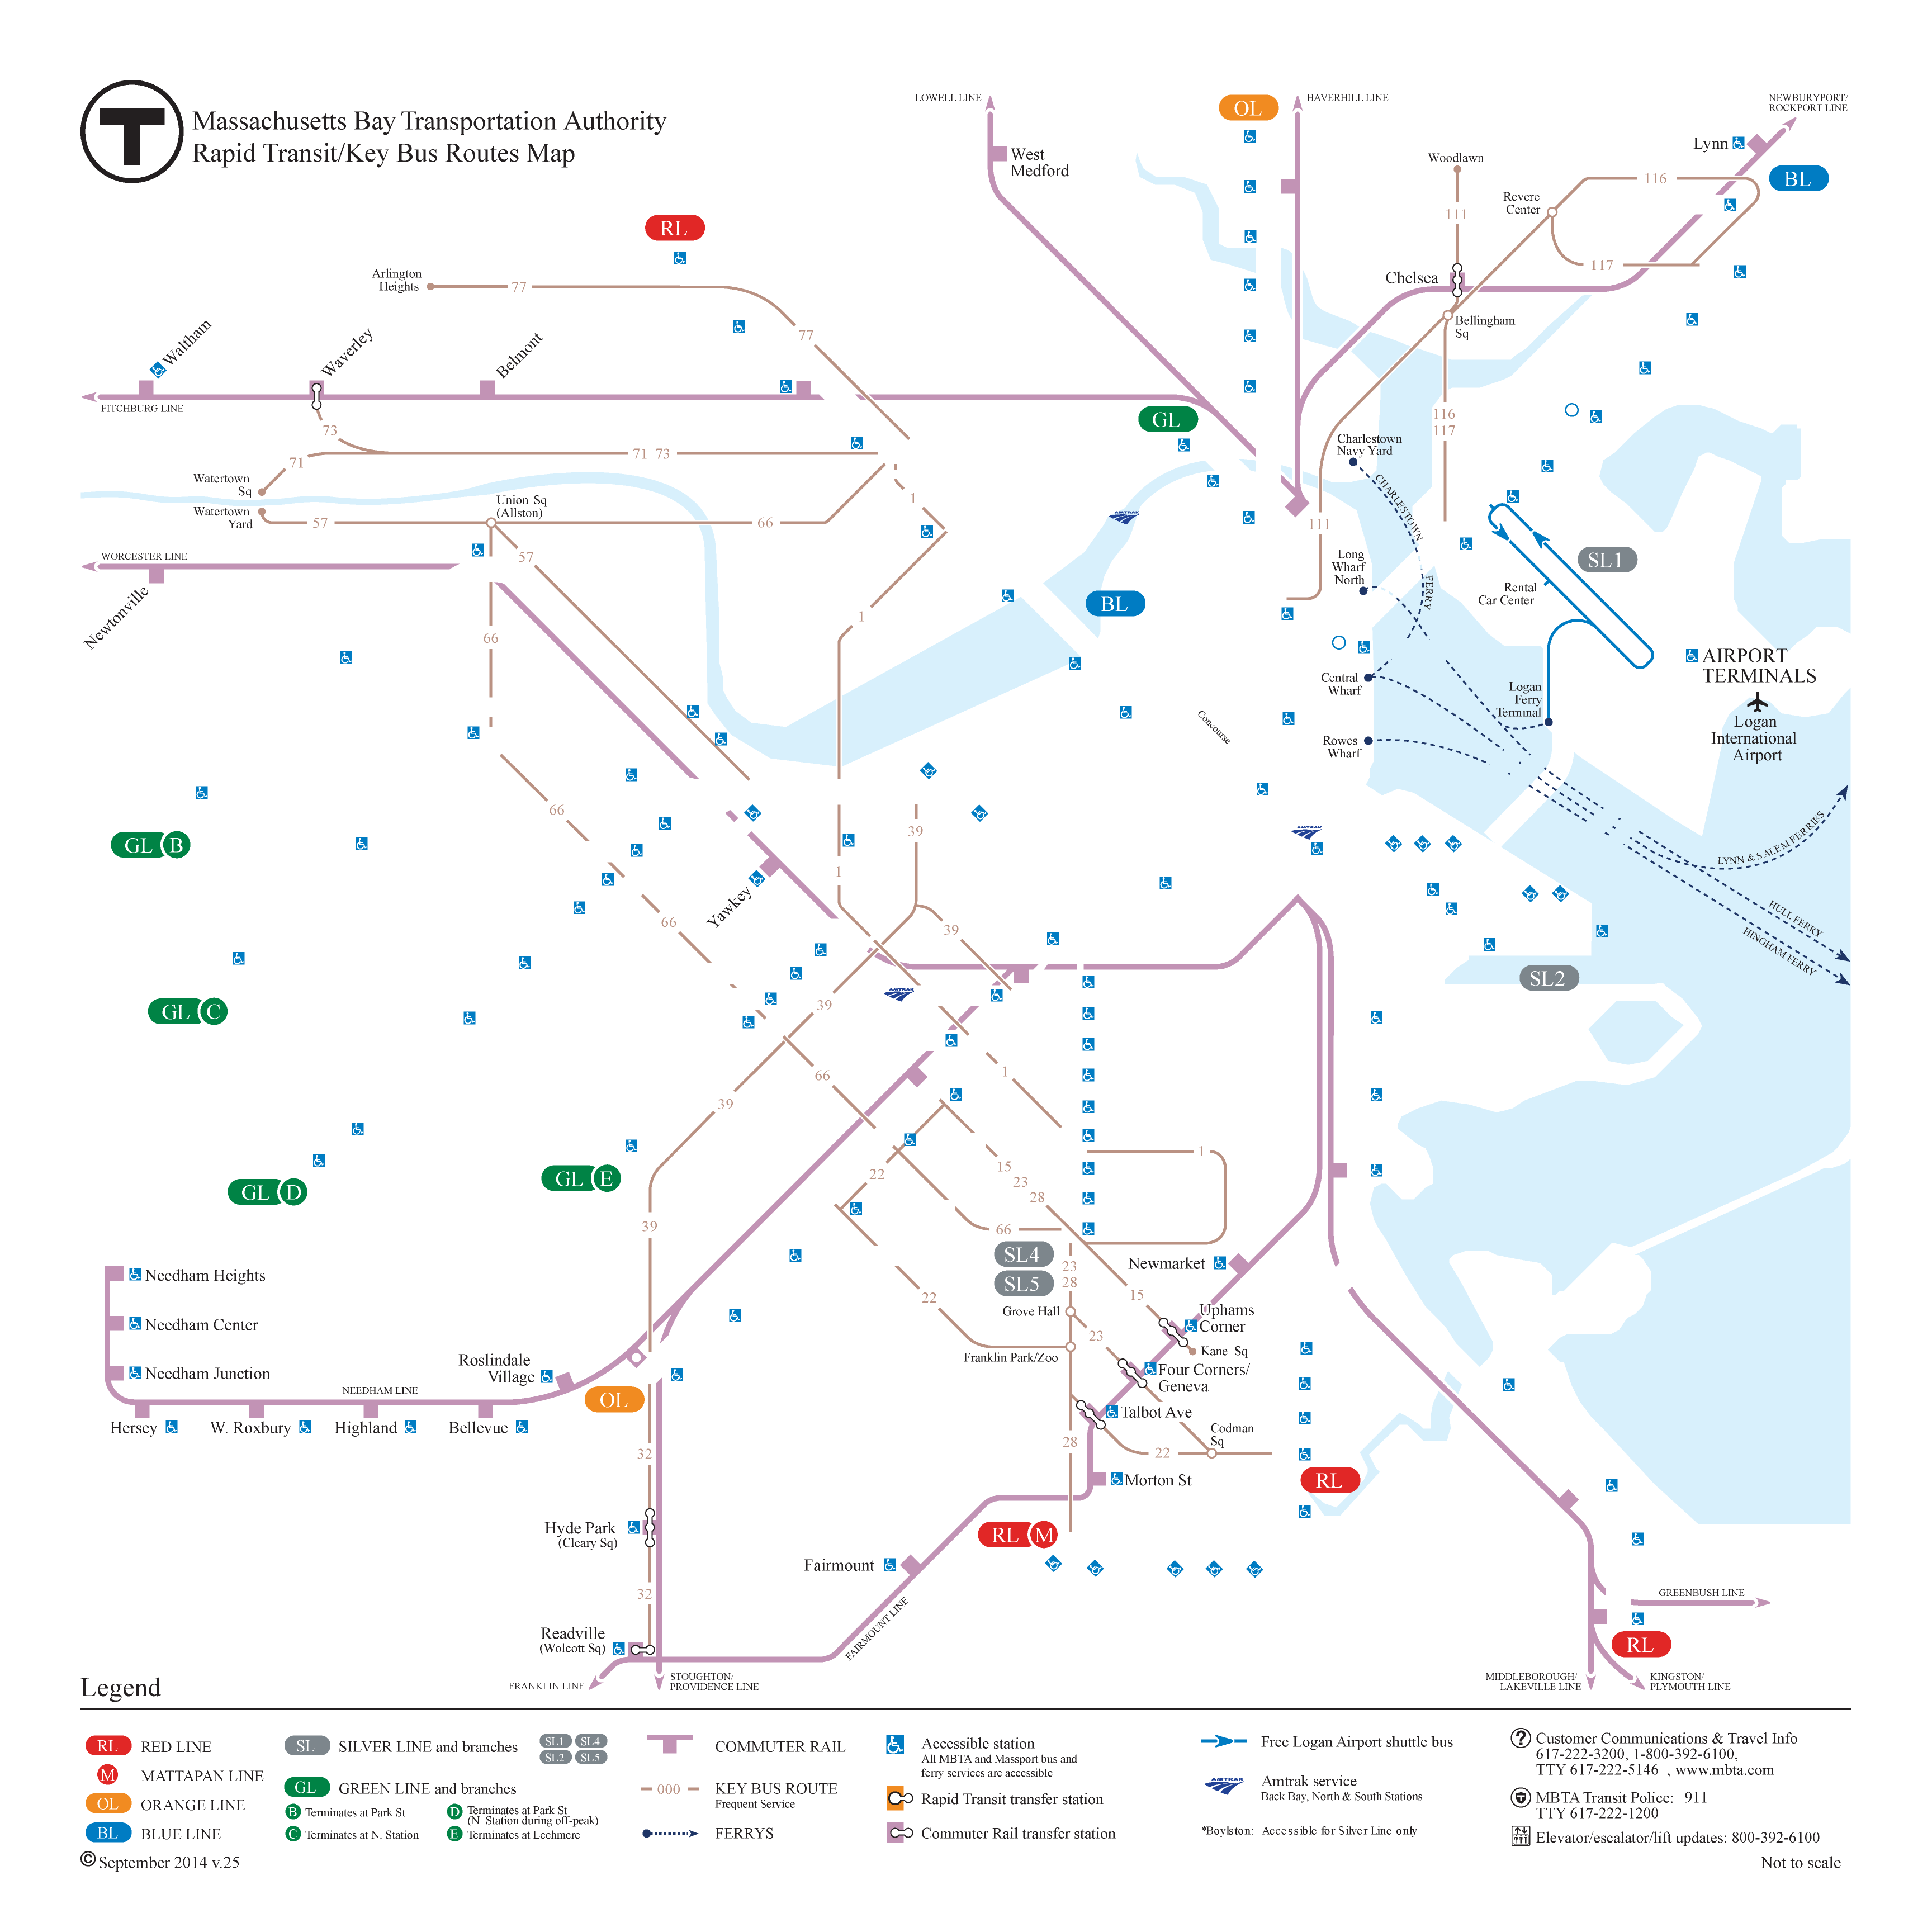 T
Massachusetts Bay Transportation Authority
Rapid Transit/Key Bus Routes Map
LOWELL LINE
OL
HAVERHILL LINE
NEWBURYPORT/
ROCKPORT LINE
West
Medford
Woodlawn
Lynn
BL
116
Revere
Center
111
RL
117
Arlington
Heights
77
Chelsea
77
Bellingham
Sq
Waltham
Waverley
Belmont
FITCHBURG LINE
GL
116
117
73
Charlestown
Navy Yard
71
71 73
Watertown
Sq
CHARLESTOWN
FERRY
Union Sq
(Allston)
1
Watertown
Yard
57
66
AMTRAK
111
WORCESTER LINE
57
Long
Wharf
North
SL1
Rental
Car Center
Newtonville
BL
1
66
AIRPORT
TERMINALS
Central
Wharf
Logan
Ferry
Terminal
Logan
International
Airport
Concourse
Rowes
Wharf
66
39
AMTRAK
GL B
LYNN & SALEM FERRIES
1
Yawkey
66
39
HULL FERRY
HINGHAM FERRY
SL2
AMTRAK
GL C
39
66
1
39
1
15
23
28
22
GL E
GL D
39
66
SL4
SL5
23
28
Newmarket
Needham Heights
22
15
Grove Hall
Uphams
Corner
Needham Center
23
Kane Sq
Franklin Park/Zoo
Roslindale
Village
Four Corners/
Geneva
Needham Junction
NEEDHAM LINE
OL
Talbot Ave
Hersey
W. Roxbury
Highland
Bellevue
Codman
Sq
28
32
22
Morton St
RL
Hyde Park
(Cleary Sq)
RL M
Fairmount
32
GREENBUSH LINE
FAIRMOUNT LINE
Readville
(Wolcott Sq)
RL
FRANKLIN LINE
STOUGHTON/
PROVIDENCE LINE
MIDDLEBOROUGH/
LAKEVILLE LINE
KINGSTON/
PLYMOUTH LINE
Legend
RL RED LINE
M MATTAPAN LINE
OL ORANGE LINE
BL BLUE LINE
© September 2014 v.25
SL SILVER LINE and branches
SL1 SL4
SL2 SL5
GL GREEN LINE and branches
B Terminates at Park St
C Terminates at N. Station
D Terminates at Park St
(N. Station during off-peak)
E Terminates at Lechmere
COMMUTER RAIL
000 KEY BUS ROUTE
Frequent Service
FERRYS
Accessible station
All MBTA and Massport bus and
ferry services are accessible
Rapid Transit transfer station
Commuter Rail transfer station
Free Logan Airport shuttle bus
AMTRAK Amtrak service
Back Bay, North & South Stations
*Boylston: Accessible for Silver Line only
? Customer Communications & Travel Info
617-222-3200, 1-800-392-6100,
TTY 617-222-5146 , www.mbta.com
T MBTA Transit Police: 911
TTY 617-222-1200
Elevator/escalator/lift updates: 800-392-6100
Not to scale